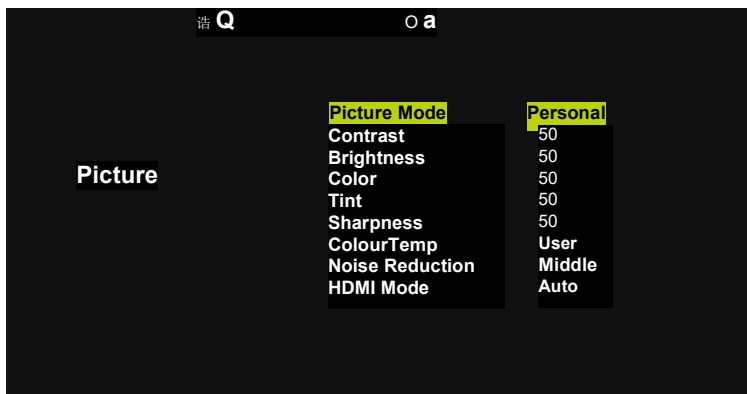 诰 Q O a
Picture Mode Personal
Contrast 50
Brightness 50
Picture
Color 50
Tint 50
Sharpness 50
ColourTemp User
Noise Reduction Middle
HDMI Mode Auto